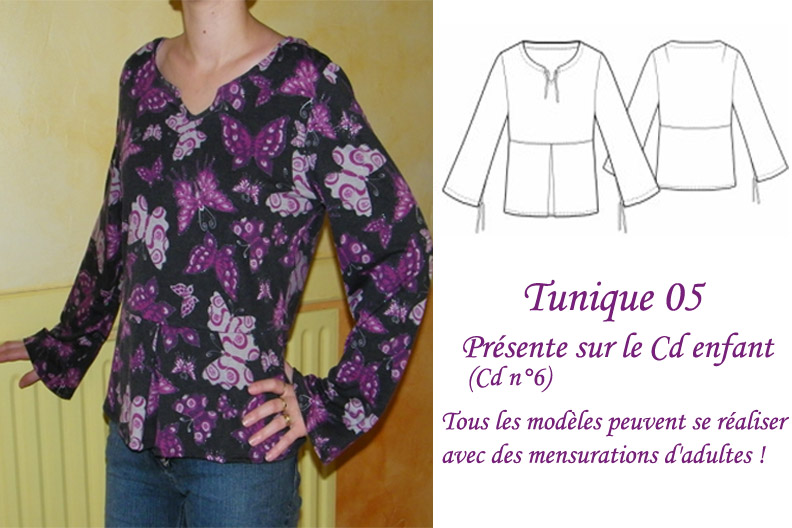 Tunique 05
Présente sur le Cd enfant
(Cd n°6)
Tous les modèles peuvent se réaliser
avec des mensurations d'adultes !